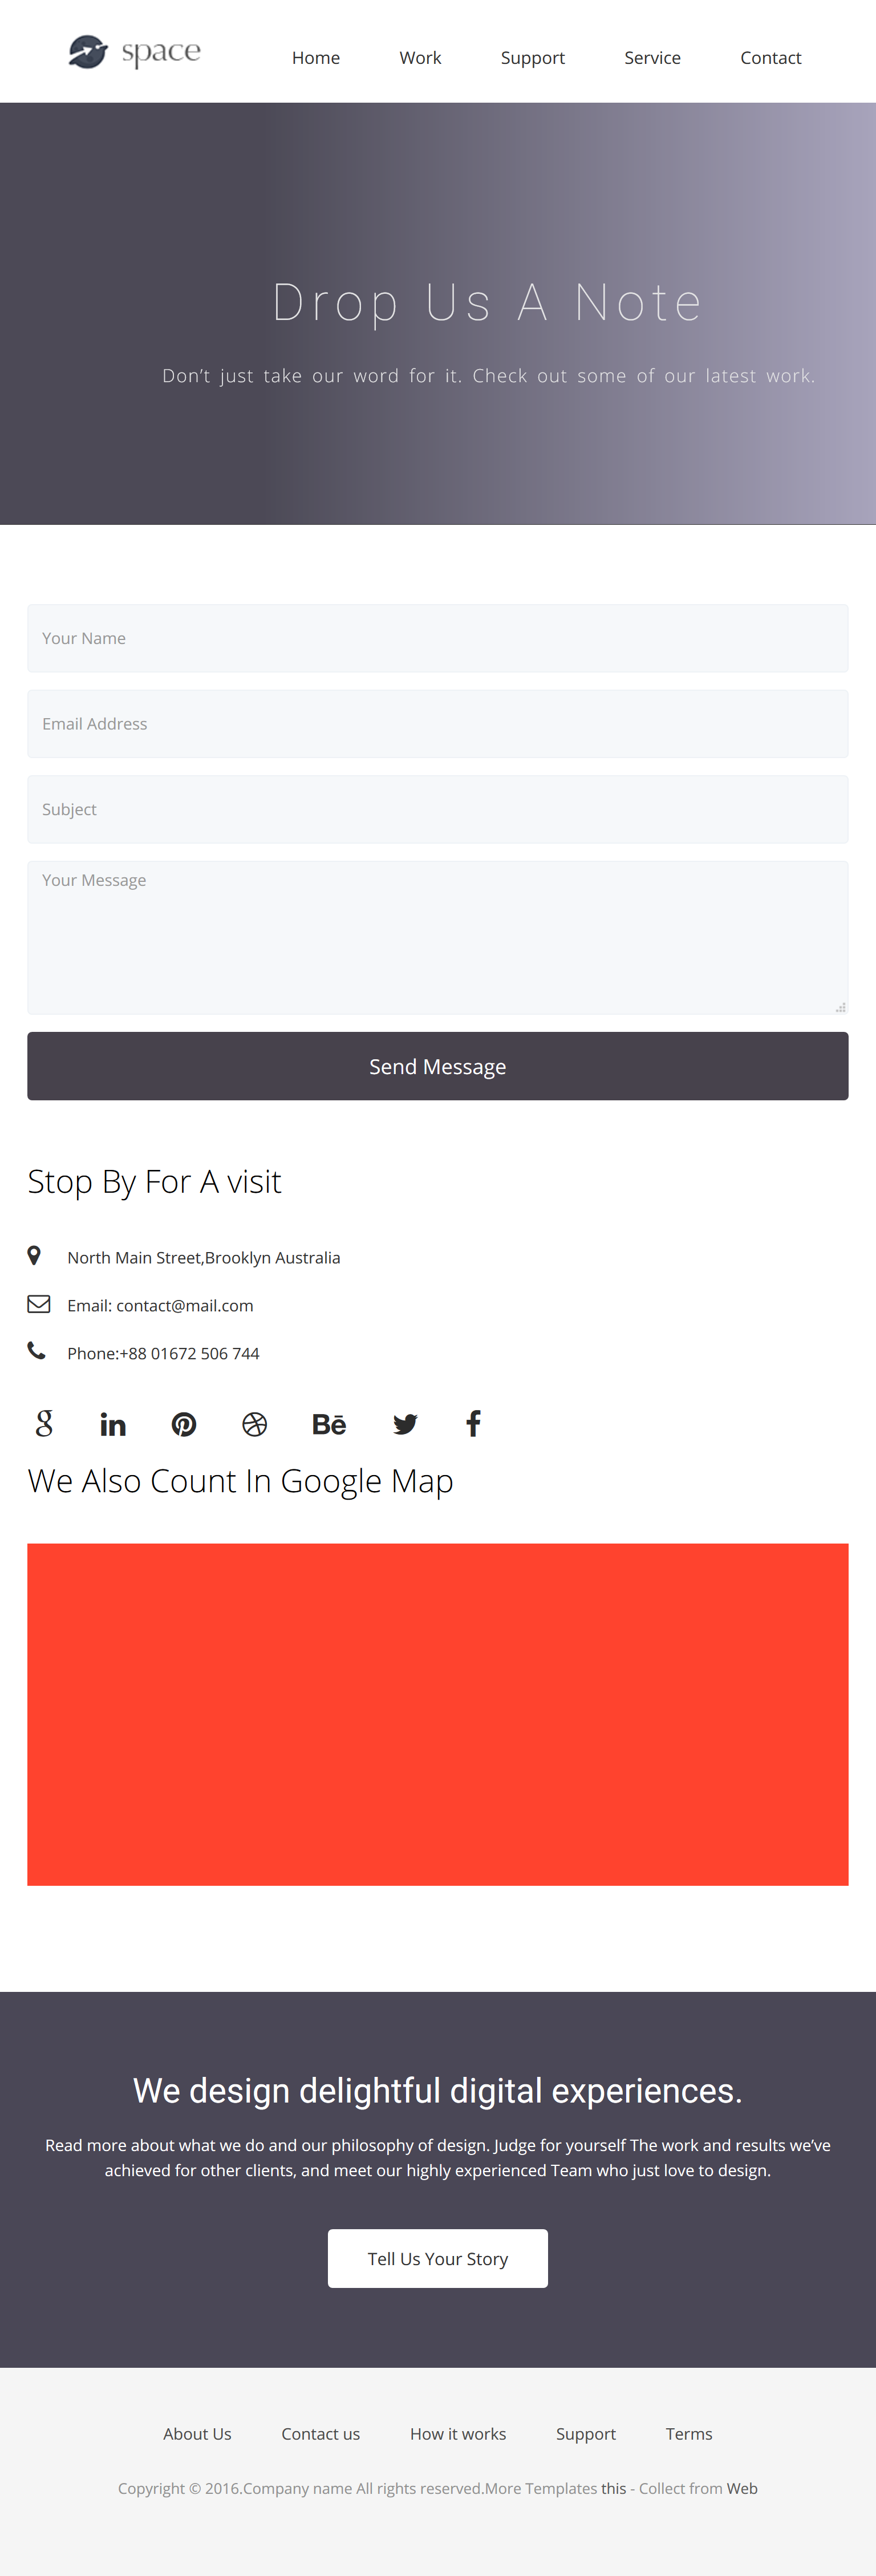 space
Home Work Support Service Contact
Drop Us A Note
Don’t just take our word for it. Check out some of our latest work.
Your Name
Email Address
Subject
Your Message
Send Message
Stop By For A visit
North Main Street,Brooklyn Australia
Email: contact@mail.com
Phone:+88 01672 506 744
We Also Count In Google Map
We design delightful digital experiences.
Read more about what we do and our philosophy of design. Judge for yourself The work and results we’ve
achieved for other clients, and meet our highly experienced Team who just love to design.
Tell Us Your Story
About Us Contact us How it works Support Terms
Copyright © 2016.Company name All rights reserved.More Templates this - Collect from Web